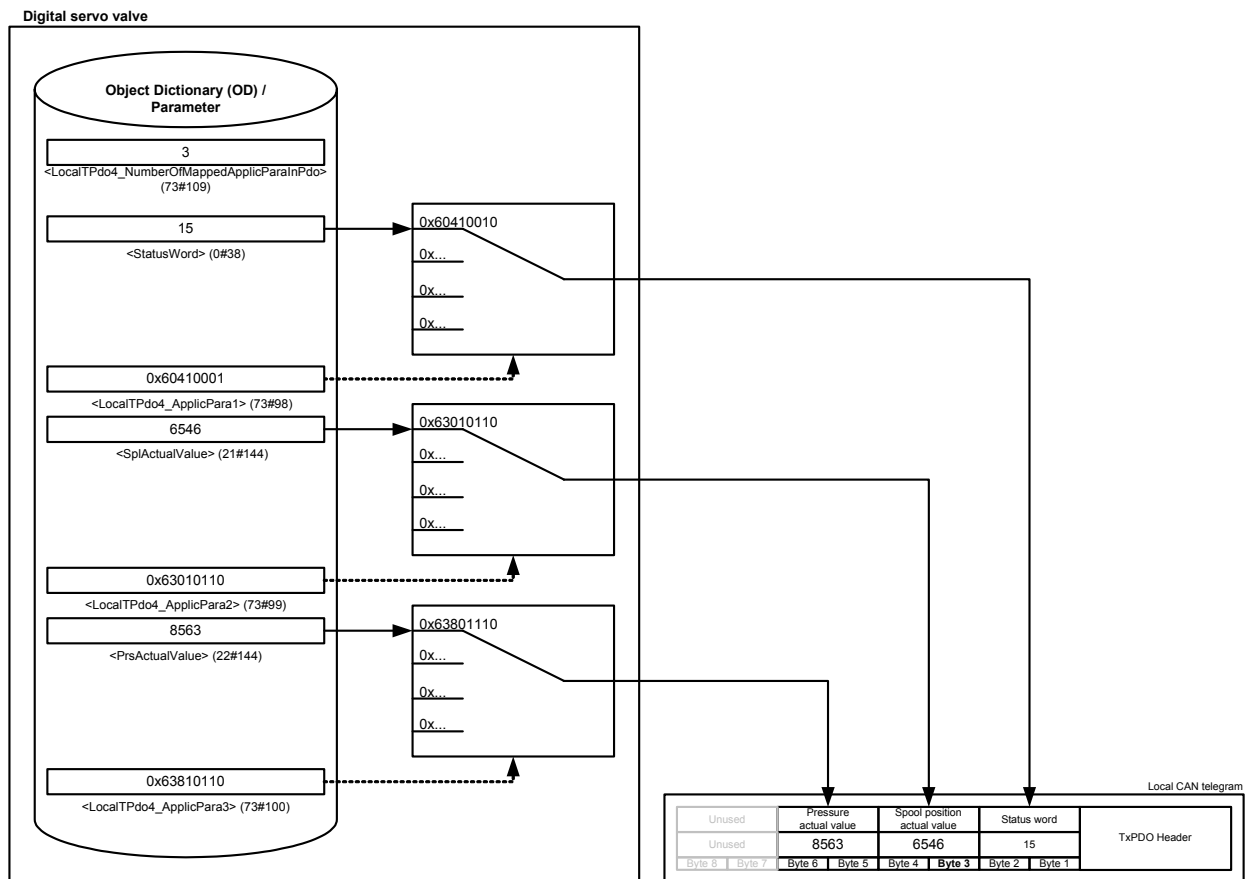 Digital servo valve
Object Dictionary (OD) /
Parameter
3
<LocalTPdo4_NumberOfMappedApplicParaInPdo>
(73#109)
15
<StatusWord> (0#38)
0x60410010
0x...
0x...
0x...
0x60410001
<LocalTPdo4_ApplicPara1> (73#98)
6546
<SplActualValue> (21#144)
0x63010110
0x...
0x...
0x...
0x63010110
<LocalTPdo4_ApplicPara2> (73#99)
8563
<PrsActualValue> (22#144)
0x63801110
0x...
0x...
0x...
0x63810110
<LocalTPdo4_ApplicPara3> (73#100)
Local CAN telegram
Unused
Pressure
actual value
Spool position
actual value
Status word
TxPDO Header
Unused
8563
6546
15
Byte 8 Byte 7 Byte 6 Byte 5 Byte 4 Byte 3 Byte 2 Byte 1